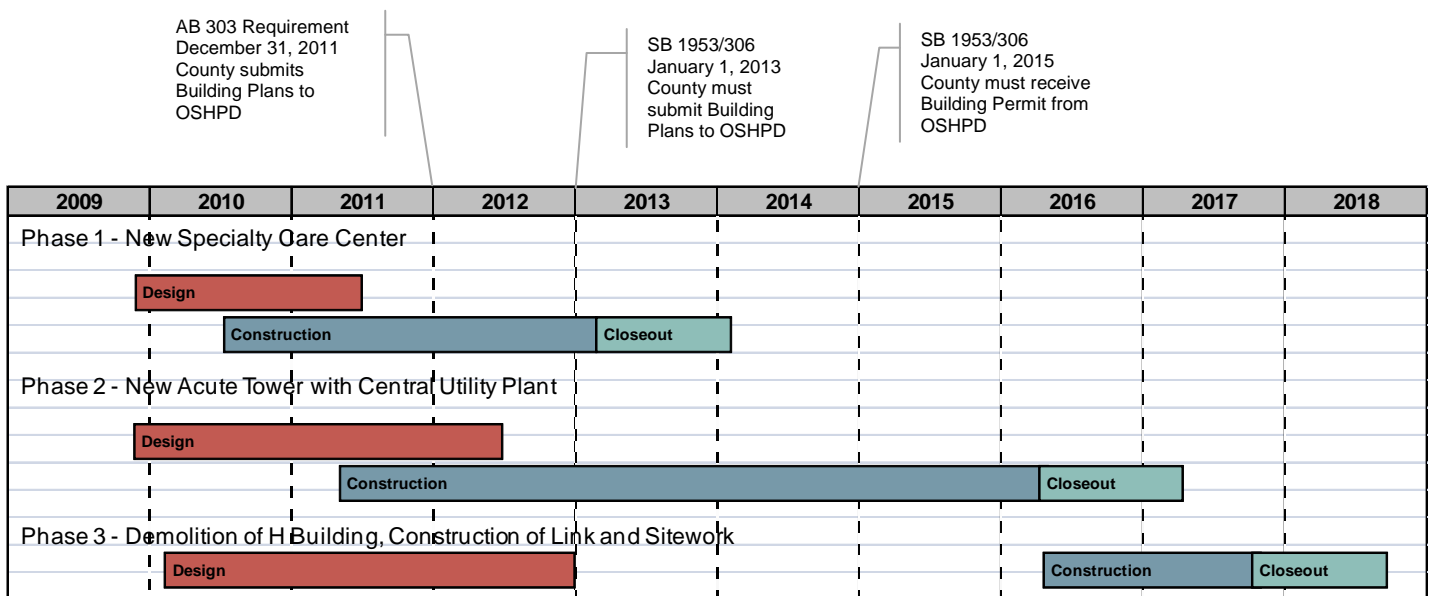 AB 303 Requirement
December 31, 2011
County submits
Building Plans to
OSHPD
SB 1953/306
January 1, 2013
County must
submit Building
Plans to OSHPD
SB 1953/306
January 1, 2015
County must receive
Building Permit from
OSHPD
2009 2010 2011 2012 2013 2014 2015 2016 2017 2018
Phase 1 - New Specialty Care Center
Design
Construction Closeout
Phase 2 - New Acute Tower with Central Utility Plant
Design
Construction Closeout
Phase 3 - Demolition of H Building, Construction of Link and Sitework
Design Construction Closeout